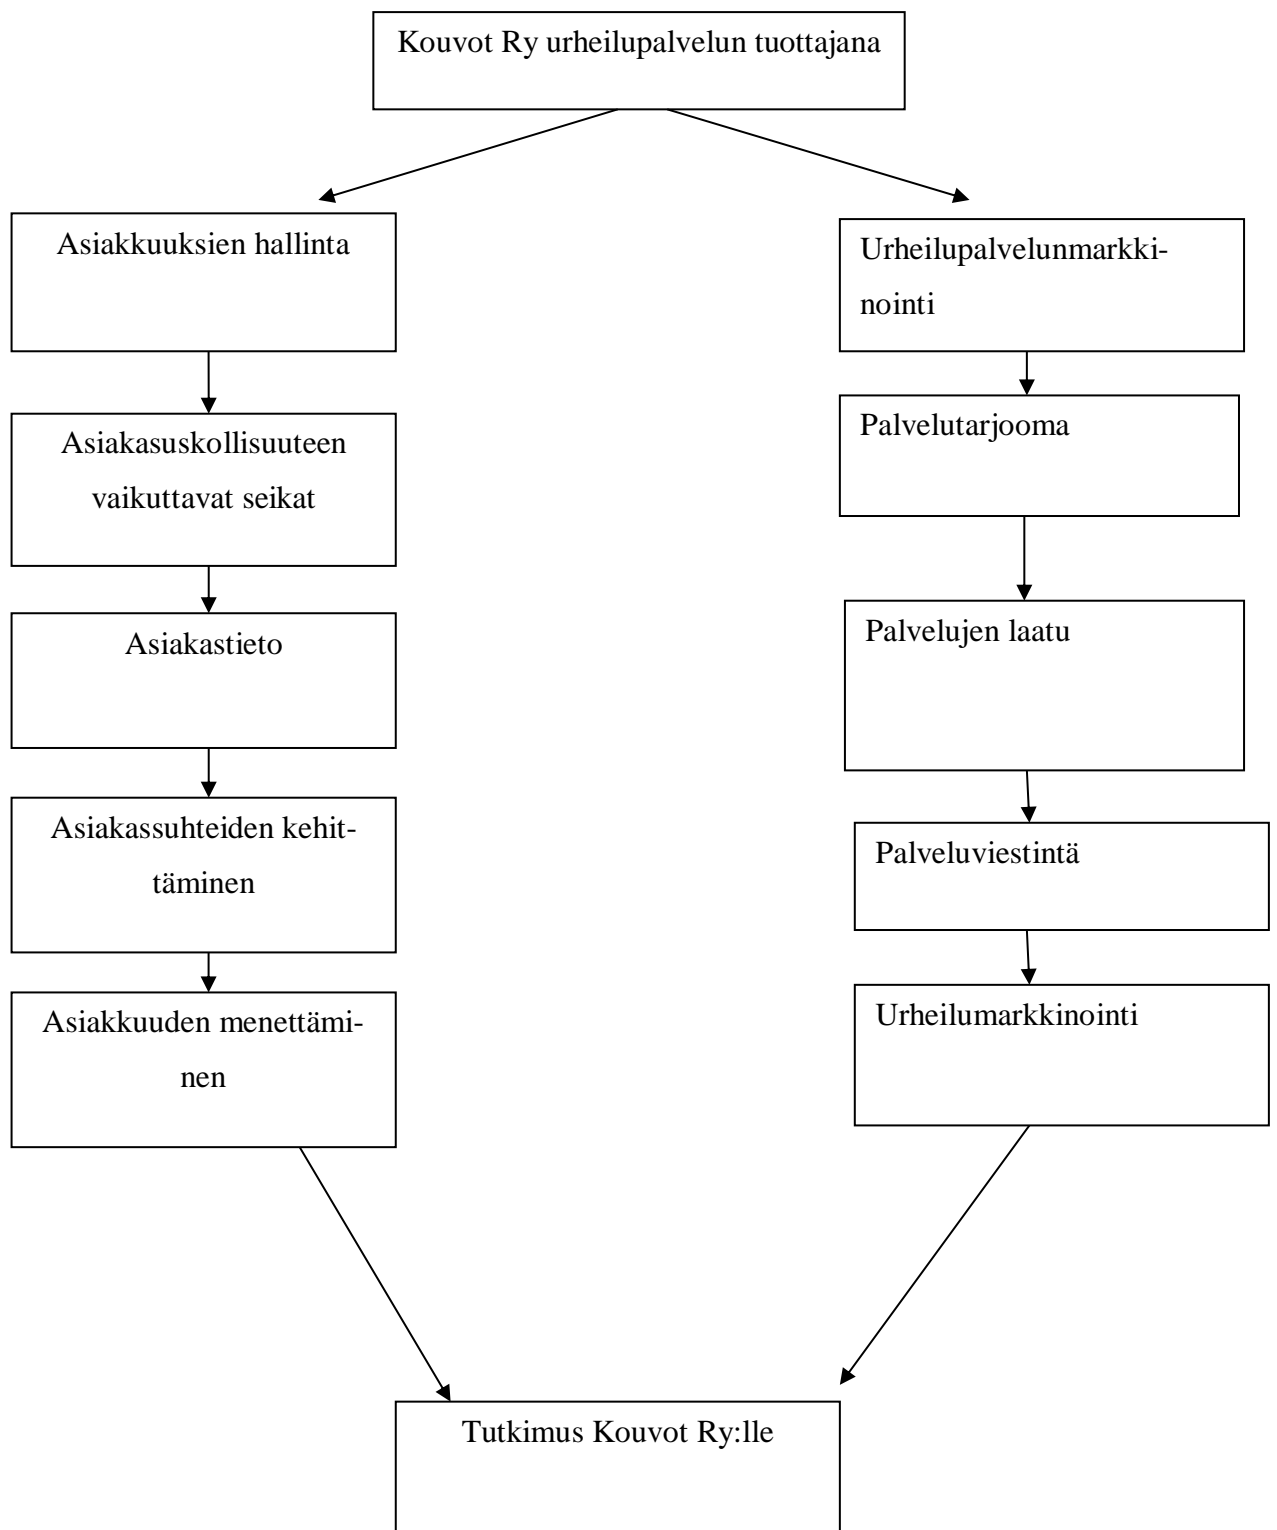 Kouvot Ry urheilupalvelun tuottajana
Asiakkuuksien hallinta
Asiakasuskollisuuteen
vaikuttavat seikat
Asiakastieto
Asiakassuhteiden kehit-
täminen
Asiakkuuden menettämi-
nen
Urheilupalvelunmarkki-
nointi
Palvelutarjooma
Palvelujen laatu
Palveluviestintä
Urheilumarkkinointi
Tutkimus Kouvot Ry:lle